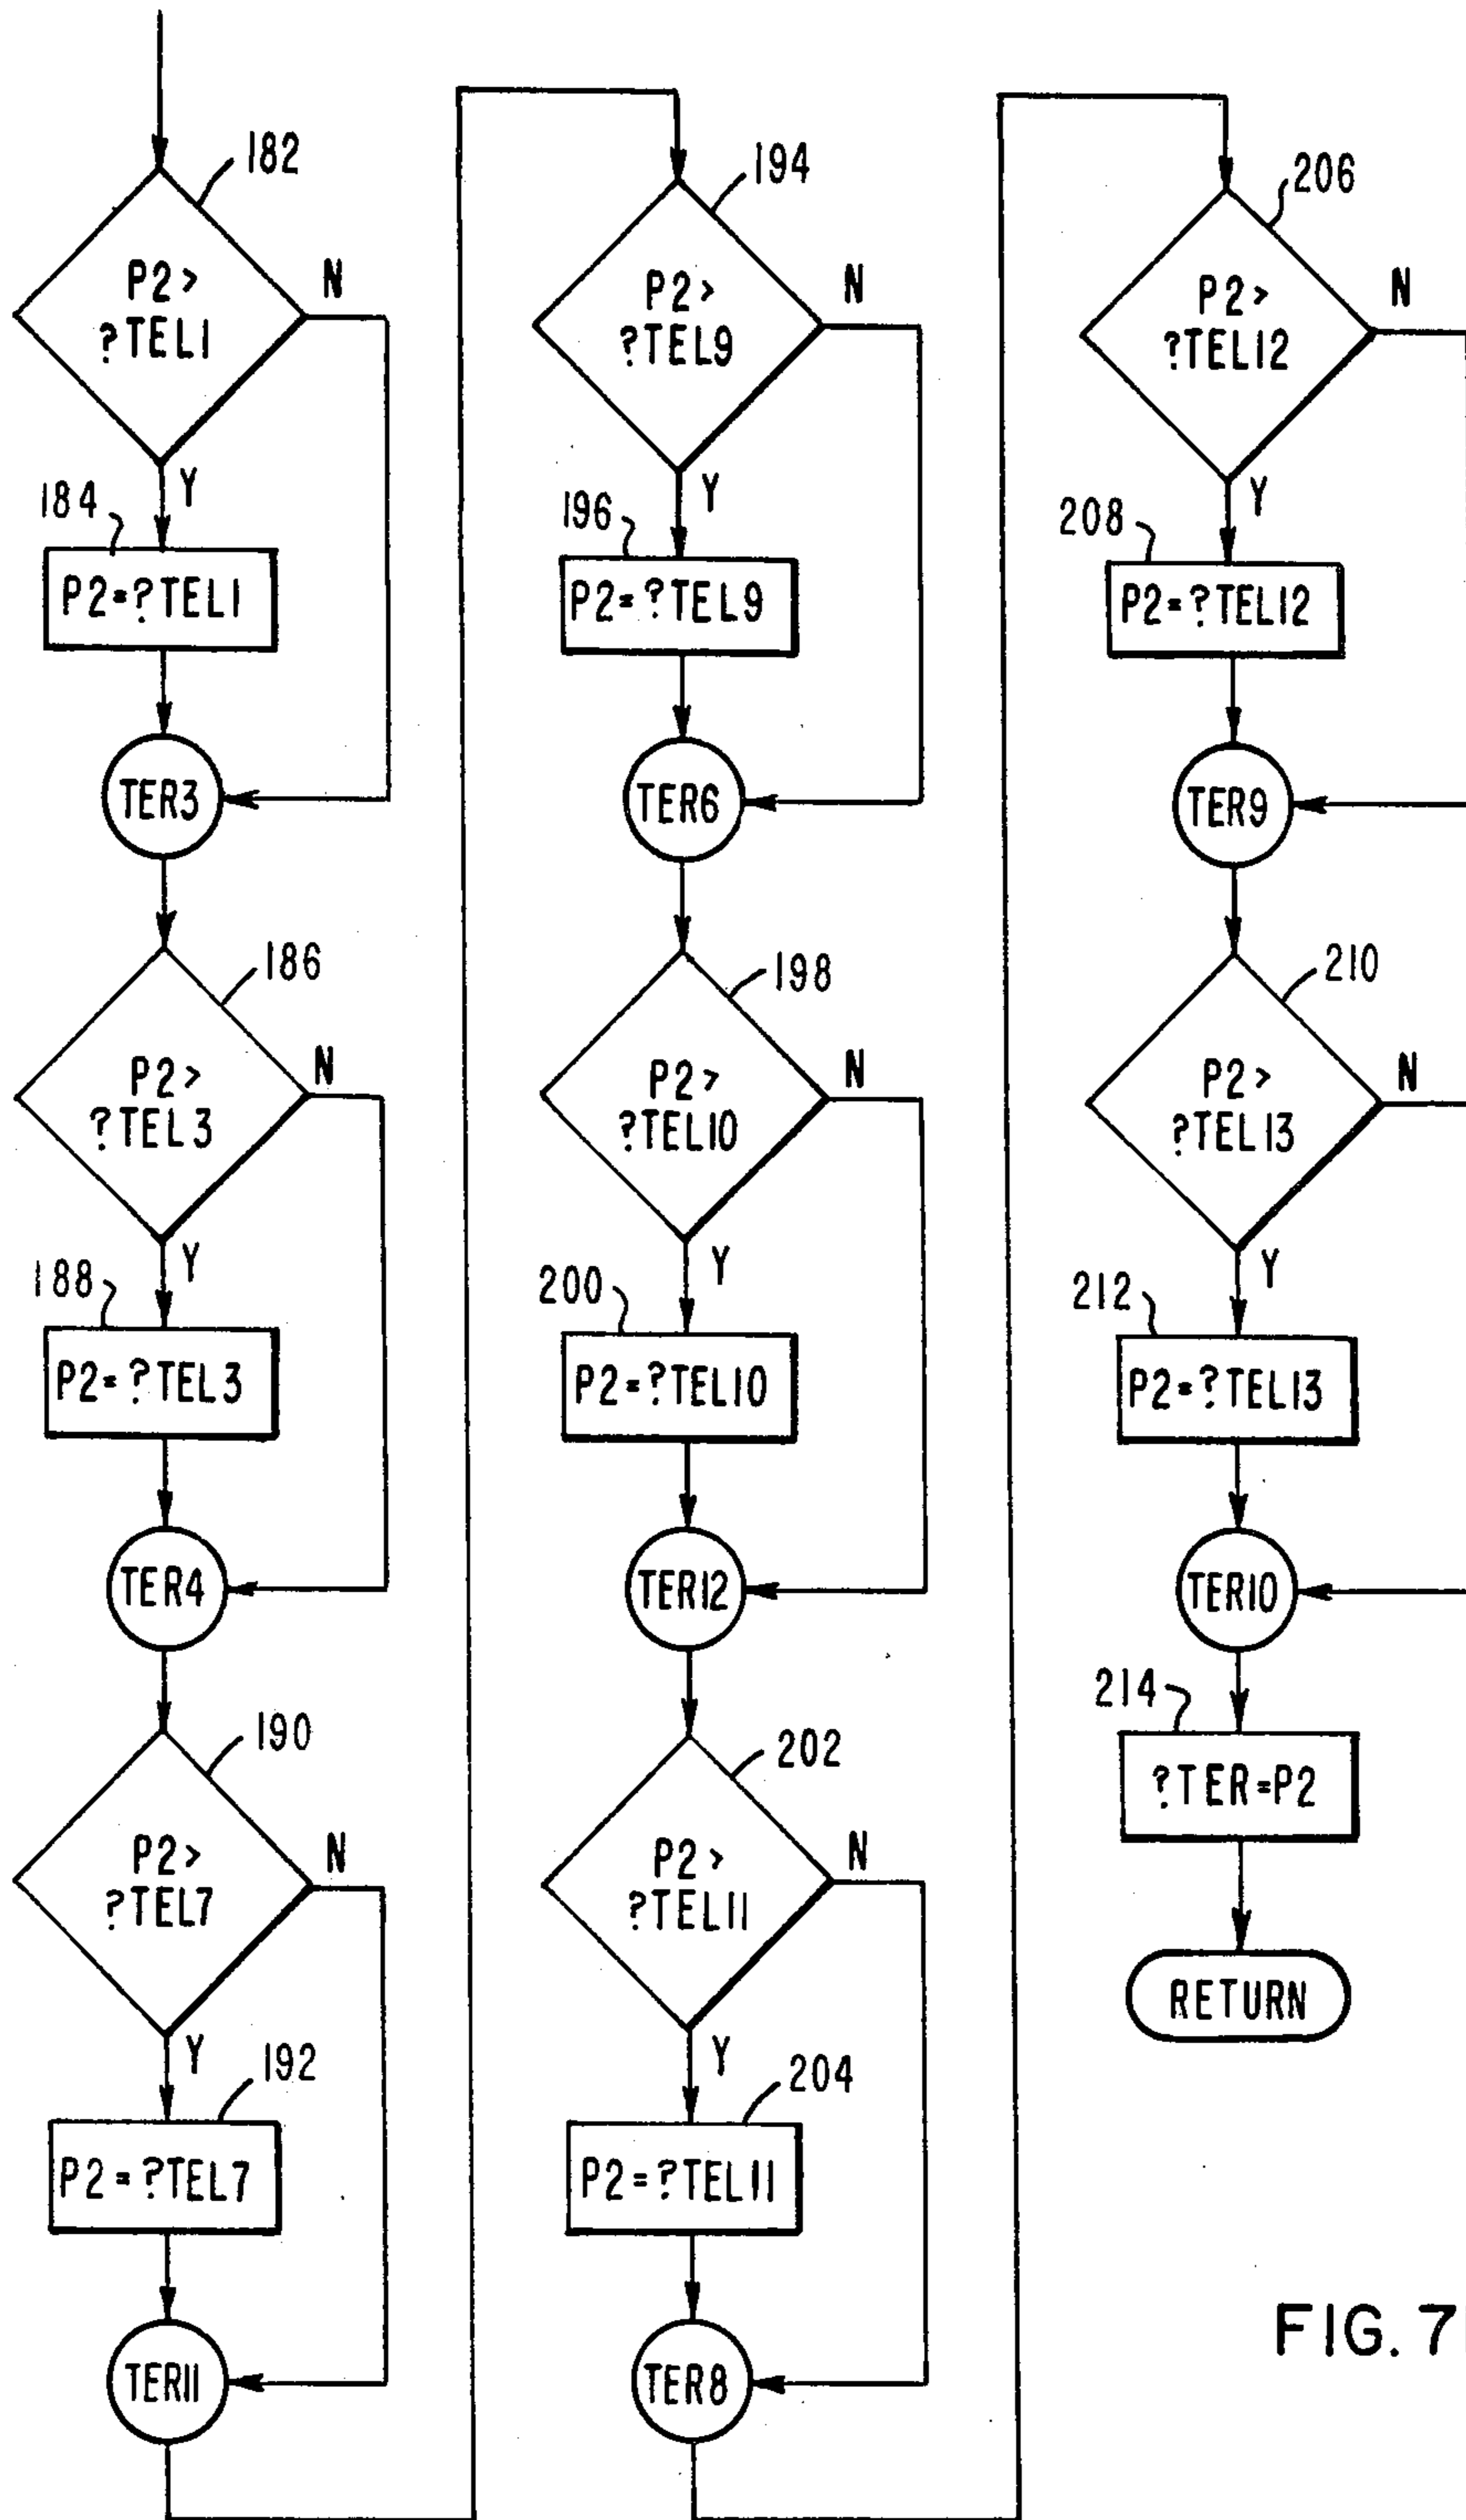 182
P2>
?TEL1
N
Y
184
P2=?TEL1
TER3
186
P2>
?TEL3
N
Y
188
P2=?TEL3
TER4
190
P2>
?TEL7
N
Y
192
P2=?TEL7
TER11
194
P2>
?TEL9
N
Y
196
P2=?TEL9
TER6
198
P2>
?TEL10
N
Y
200
P2=?TEL10
TER12
202
P2>
?TEL11
N
Y
204
P2=?TEL11
TER8
206
P2>
?TEL12
N
Y
208
P2=?TEL12
TER9
210
P2>
?TEL13
N
Y
212
P2=?TEL13
TER10
214
?TER=P2
RETURN
FIG. 7